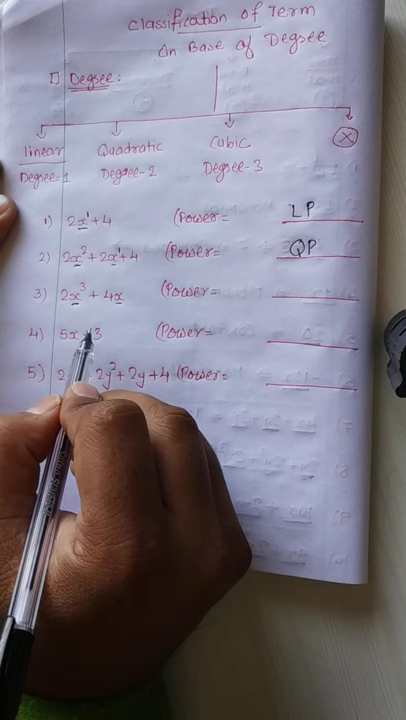 Classification of Term
On Base of Degree
Degree:
linear Quadratic Cubic X
Degree-1 Degree-2 Degree-3
1) 2x¹+4 (Power= LP
2) 2x²+2x¹+4 (Power= QP
3) 2x³ + 4x (Power=
4) 5x 3 (Power=
5) 2 2y²+2y+4 (Power=